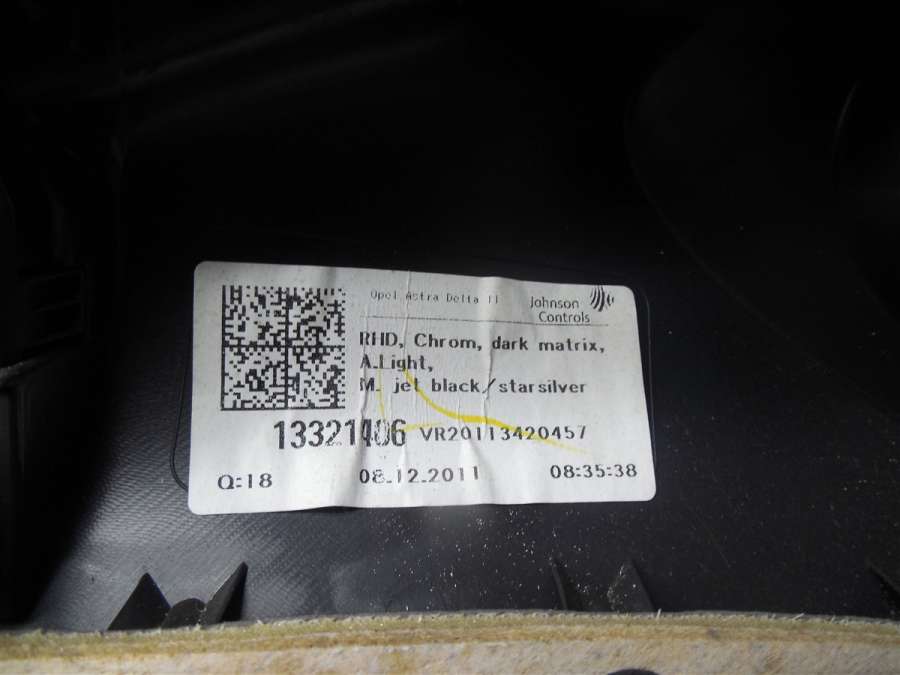 Opel Astra Delta II
Johnson
Controls
RHD, Chrom, dark matrix,
A.Light,
M. jet black/starsilver
13321406 VR20113420457
Q:18 08.12.2011 08:35:38